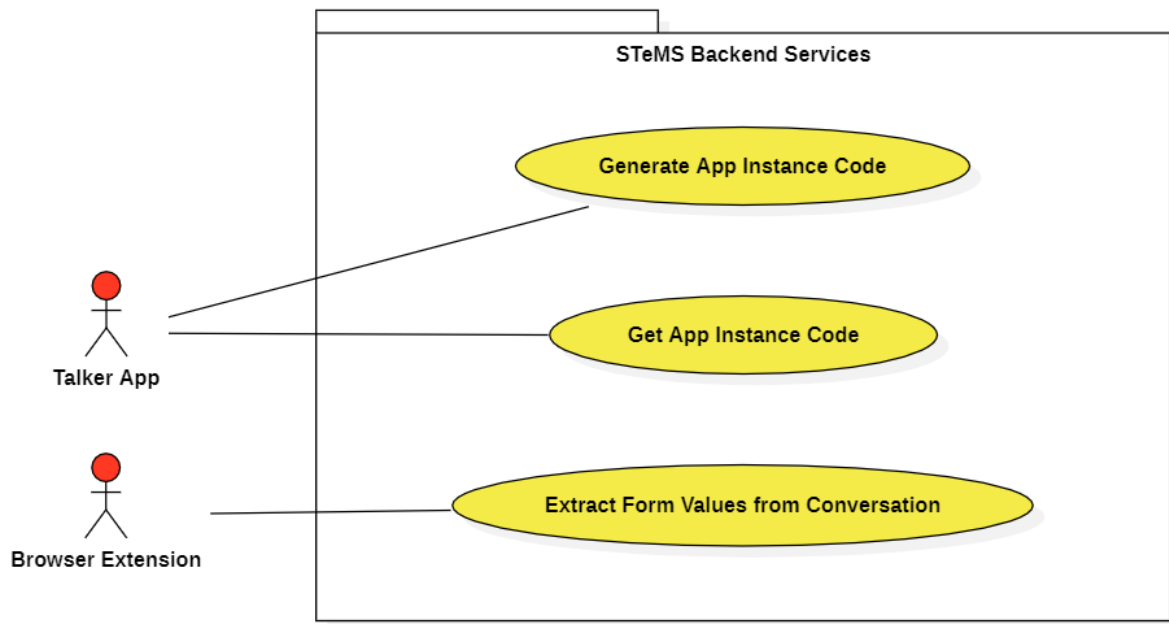 STeMS Backend Services
Generate App Instance Code
Get App Instance Code
Talker App
Extract Form Values from Conversation
Browser Extension